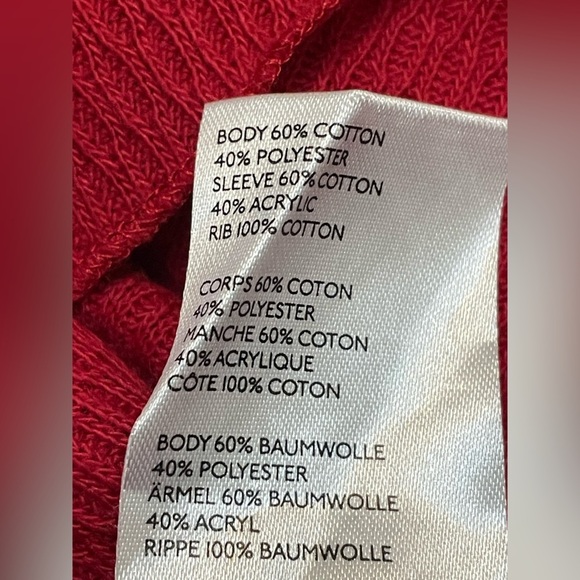 BODY 60% COTTON
40% POLYESTER
SLEEVE 60% COTTON
40% ACRYLIC
RIB 100% COTTON
CORPS 60% COTON
40% POLYESTER
MANCHE 60% COTON
40% ACRYLIQUE
CÔTE 100% COTON
BODY 60% BAUMWOLLE
40% POLYESTER
ÄRMEL 60% BAUMWOLLE
40% ACRYL
RIPPE 100% BAUMWOLLE